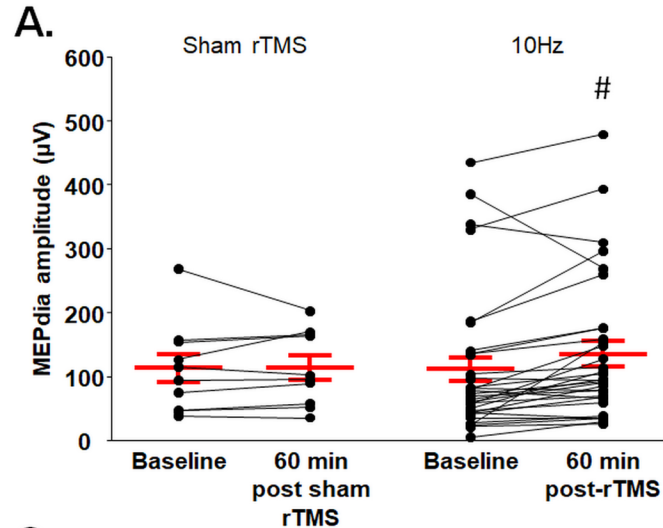 A.
Sham rTMS
10Hz
#
MEPdia amplitude (µV)
600
500
400
300
200
100
0
Baseline
60 min
post sham
rTMS
Baseline
60 min
post-rTMS